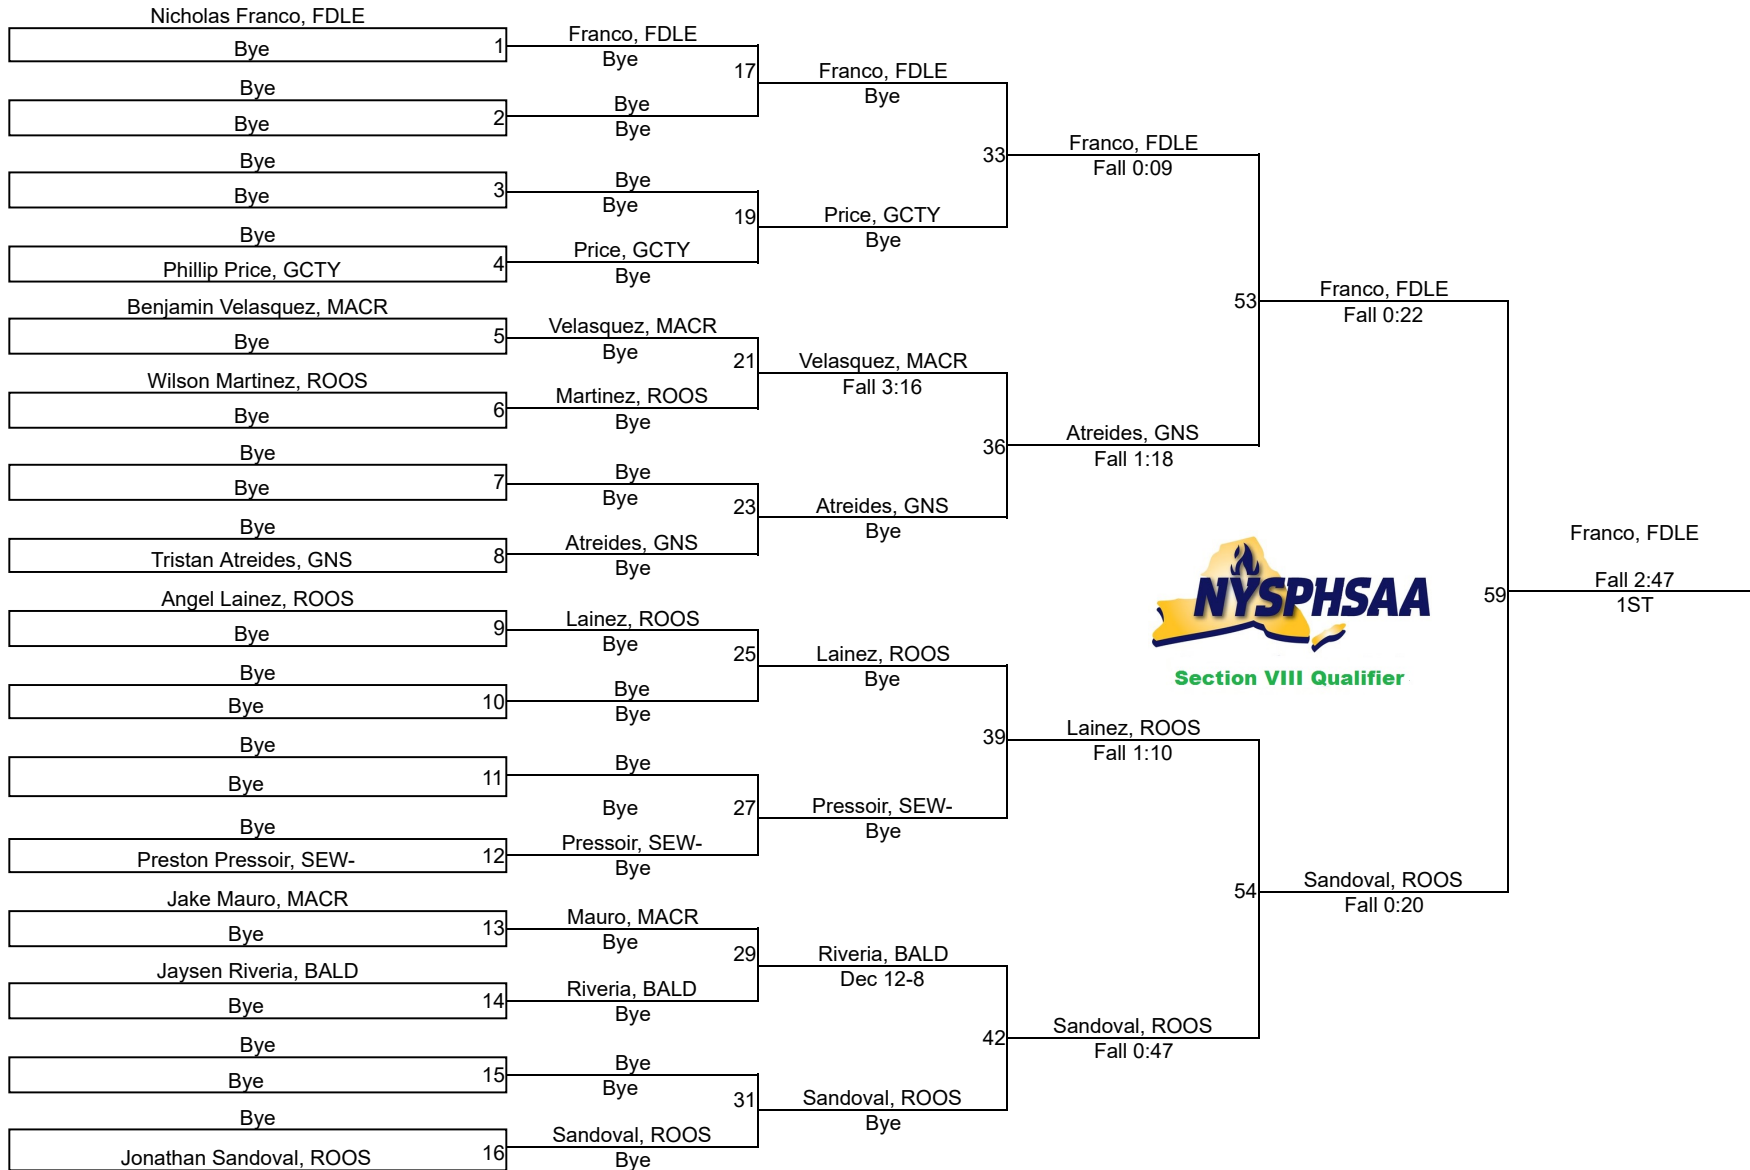 Nicholas Franco, FDLE
Bye
1
Bye
Bye
2
Bye
Bye
3
Bye
Phillip Price, GCTY
4
Benjamin Velasquez, MACR
Bye
5
Wilson Martinez, ROOS
Bye
6
Bye
Bye
7
Bye
Tristan Atreides, GNS
8
Angel Lainez, ROOS
Bye
9
Bye
Bye
10
Bye
Bye
11
Bye
Preston Pressoir, SEW-
12
Jake Mauro, MACR
Bye
13
Jaysen Riveria, BALD
Bye
14
Bye
Bye
15
Bye
Jonathan Sandoval, ROOS
16
Franco, FDLE
Bye
17
Bye
Bye
Bye
Bye
19
Price, GCTY
Bye
Velasquez, MACR
Bye
21
Martinez, ROOS
Bye
Bye
Bye
23
Atreides, GNS
Bye
Lainez, ROOS
Bye
25
Bye
Bye
Bye
Bye
27
Pressoir, SEW-
Bye
Mauro, MACR
Bye
29
Riveria, BALD
Bye
Bye
Bye
31
Sandoval, ROOS
Bye
Franco, FDLE
Bye
33
Price, GCTY
Bye
Velasquez, MACR
Fall 3:16
36
Atreides, GNS
Bye
Lainez, ROOS
Bye
39
Pressoir, SEW-
Bye
Riveria, BALD
Dec 12-8
42
Sandoval, ROOS
Bye
Franco, FDLE
Fall 0:09
53
Atreides, GNS
Fall 1:18
NYSPHSAA
Section VIII Qualifier
Lainez, ROOS
Fall 1:10
54
Sandoval, ROOS
Fall 0:47
Franco, FDLE
Fall 0:22
59
Sandoval, ROOS
Fall 0:20
Franco, FDLE
Fall 2:47
1ST